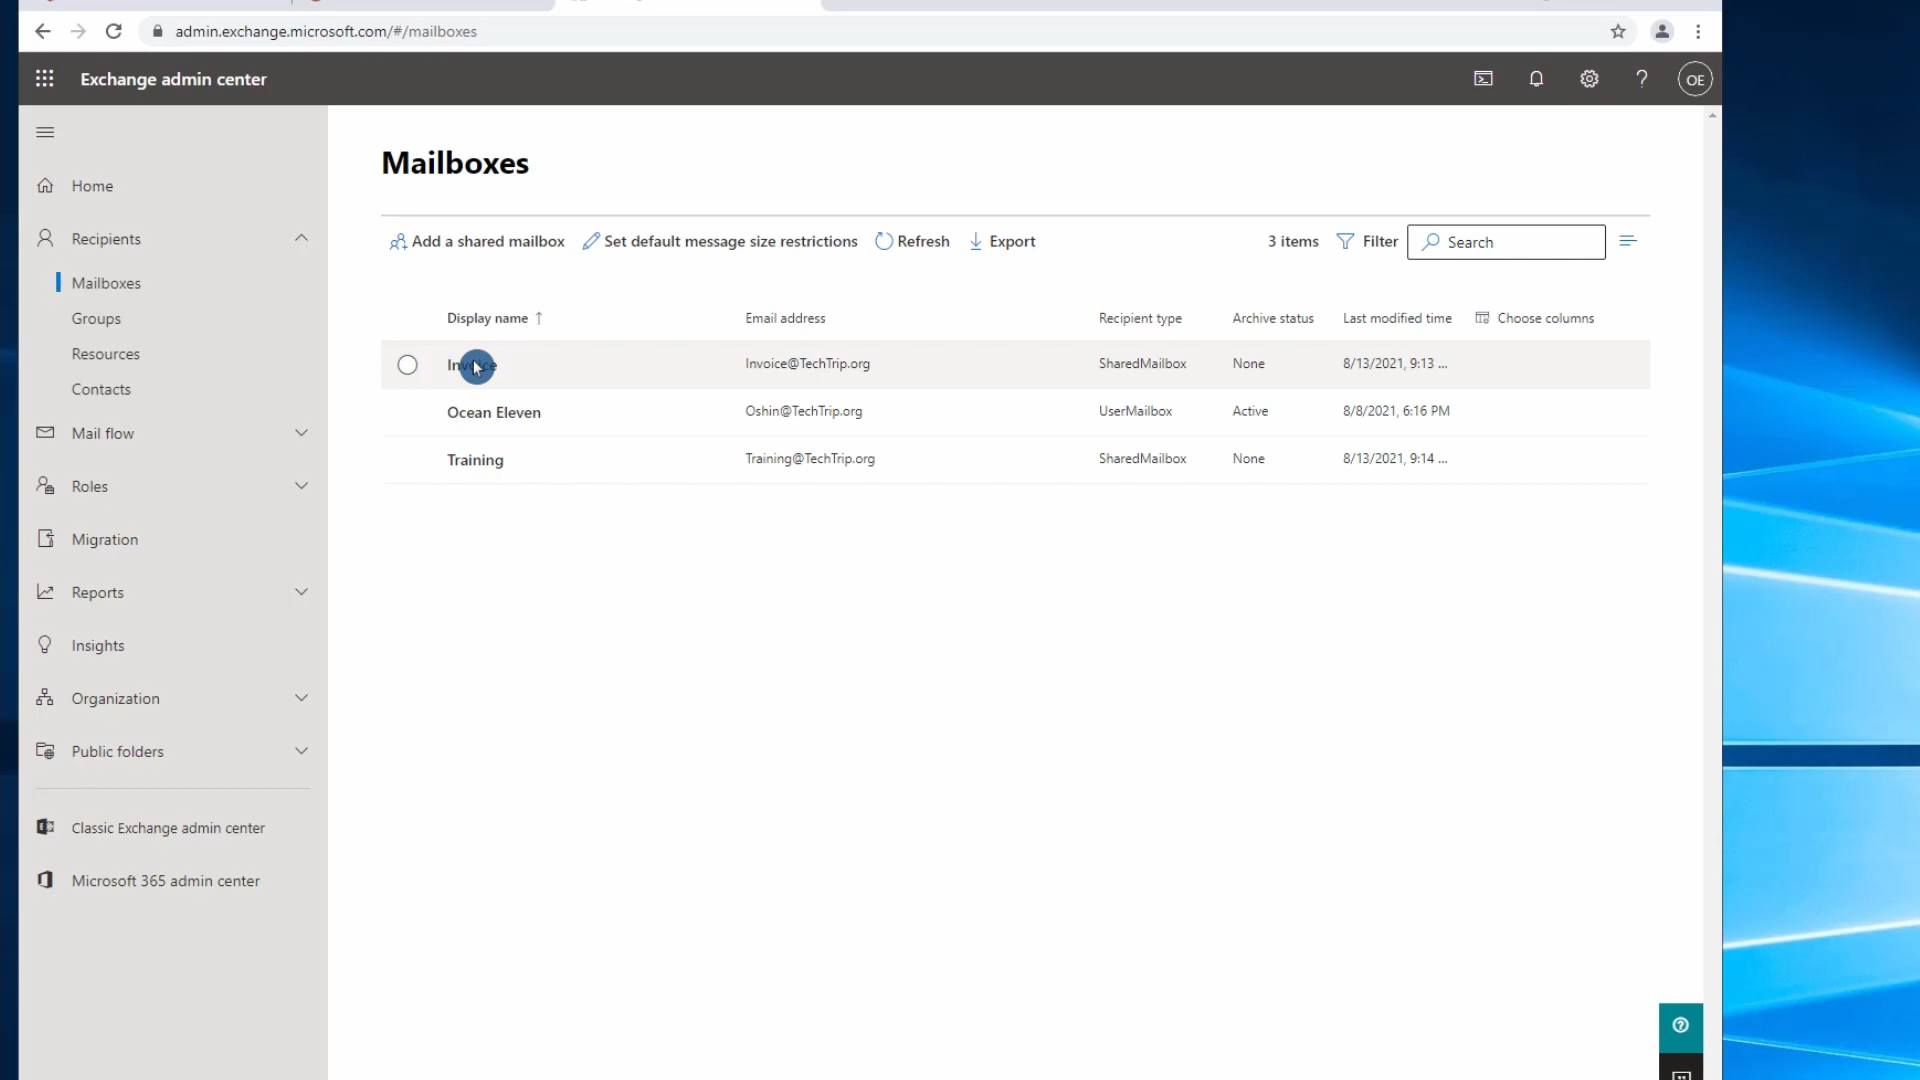 admin.exchange.microsoft.com/#/mailboxes
Exchange admin center
OE
Mailboxes
Home
Recipients
Mailboxes
Groups
Resources
Contacts
Mail flow
Roles
Migration
Reports
Insights
Organization
Public folders
Classic Exchange admin center
Microsoft 365 admin center
Add a shared mailbox Set default message size restrictions Refresh Export 3 items Filter Search
Display name ↑ Email address Recipient type Archive status Last modified time Choose columns
Invoice Invoice@TechTrip.org SharedMailbox None 8/13/2021, 9:13 ...
Ocean Eleven Oshin@TechTrip.org UserMailbox Active 8/8/2021, 6:16 PM
Training Training@TechTrip.org SharedMailbox None 8/13/2021, 9:14 ...